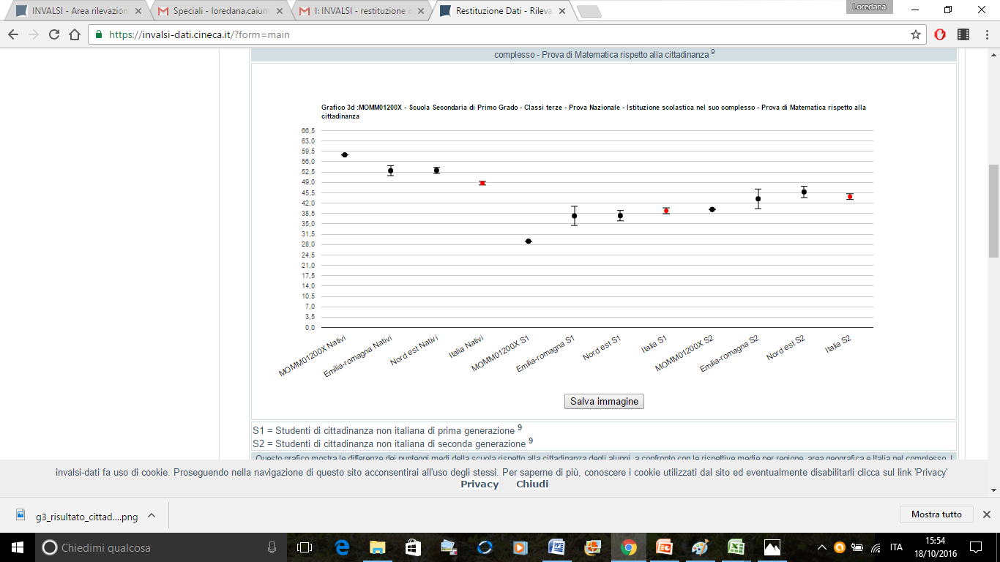 INVALSI - Area rilevazion
Speciali - loredana.caium
I: INVALSI - restituzione d
Restituzione Dati - Rileva
Loredana
https://invalsi-dati.cineca.it/?form=main
complesso - Prova di Matematica rispetto alla cittadinanza 9
Grafico 3d :MOMM01200X - Scuola Secondaria di Primo Grado - Classi terze - Prova Nazionale - Istituzione scolastica nel suo complesso - Prova di Matematica rispetto alla
cittadinanza
66,5
63,0
59,5
56,0
52,5
49,0
45,5
42,0
38,5
35,0
31,5
28,0
24,5
21,0
17,5
14,0
10,5
7,0
3,5
0,0
MOMM01200X Nativi
Emilia-romagna Nativi
Nord est Nativi
Italia Nativi
MOMM01200X S1
Emilia-romagna S1
Nord est S1
Italia S1
MOMM01200X S2
Emilia-romagna S2
Nord est S2
Italia S2
Salva immagine
S1 = Studenti di cittadinanza non italiana di prima generazione 9
S2 = Studenti di cittadinanza non italiana di seconda generazione 9
Questo grafico mostra le differenze dei punteggi medi della scuola rispetto alla cittadinanza degli alunni, a confronto con le rispettive medie per regione, area geografica e Italia nel complesso. I
invalsi-dati fa uso di cookie. Proseguendo nella navigazione di questo sito acconsentirai all'uso degli stessi. Per saperne di più, conoscere i cookie utilizzati dal sito ed eventualmente disabilitarli clicca sul link 'Privacy'
Privacy Chiudi
g3_risultato_cittad....png
Mostra tutto
Chiedimi qualcosa
ITA
15:54
18/10/2016